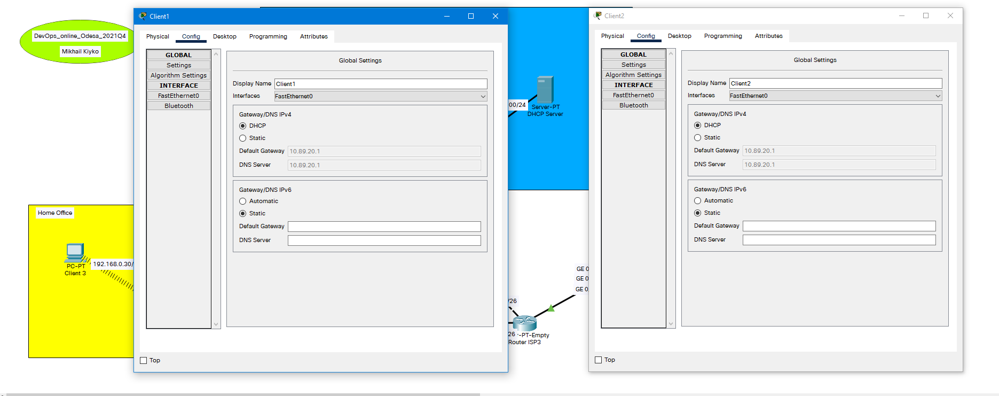 DevOps_online_Odesa_2021Q4
Mikhail Kiyko
Client1
Physical Config Desktop Programming Attributes
GLOBAL
Settings
Algorithm Settings
INTERFACE
FastEthernet0
Bluetooth
Global Settings
Display Name Client1
Interfaces FastEthernet0
Gateway/DNS IPv4
DHCP
Static
Default Gateway 10.89.20.1
DNS Server 10.89.20.1
Gateway/DNS IPv6
Automatic
Static
Default Gateway
DNS Server
Top
00/24
Server-PT
DHCP Server
Client2
Physical Config Desktop Programming Attributes
GLOBAL
Settings
Algorithm Settings
INTERFACE
FastEthernet0
Bluetooth
Global Settings
Display Name Client2
Interfaces FastEthernet0
Gateway/DNS IPv4
DHCP
Static
Default Gateway 10.89.20.1
DNS Server 10.89.20.1
Gateway/DNS IPv6
Automatic
Static
Default Gateway
DNS Server
Top
Home Office
PC-PT
Client 3
192.168.0.30/
GE 0
GE 0
GE 0
/26
26 -PT-Empty
Router ISP3